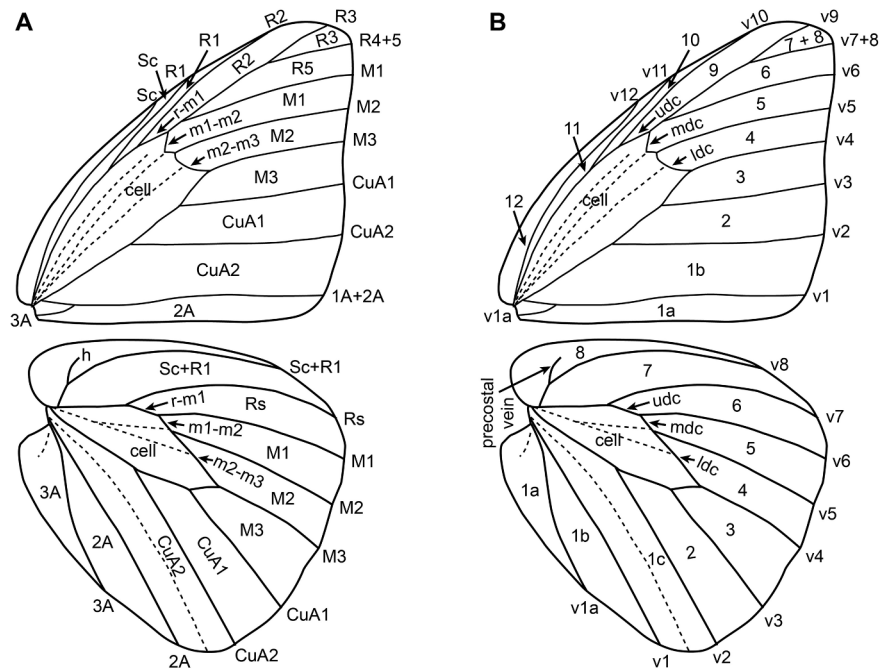 A
R2
R3
R1
R3
R4+5
Sc
R1
R2
R5
M1
Sc
r-m1
M1
M2
m1-m2
M2
M3
m2-m3
cell
M3
CuA1
CuA1
CuA2
CuA2
1A+2A
3A
2A
h
Sc+R1
Sc+R1
r-m1
Rs
Rs
m1-m2
cell
M1
M1
m2-m3
3A
M2
M2
2A
CuA2
CuA1
M3
M3
3A
CuA1
2A
CuA2
B
v10
v9
10
7 + 8
v7+8
v11
9
6
v6
v12
udc
5
v5
11
mdc
4
v4
ldc
cell
3
v3
12
2
v2
1b
v1
v1a
1a
precostal
vein
8
7
v8
udc
6
v7
mdc
cell
5
v6
ldc
1a
4
v5
1b
1c
2
3
v4
v1a
v3
v1
v2